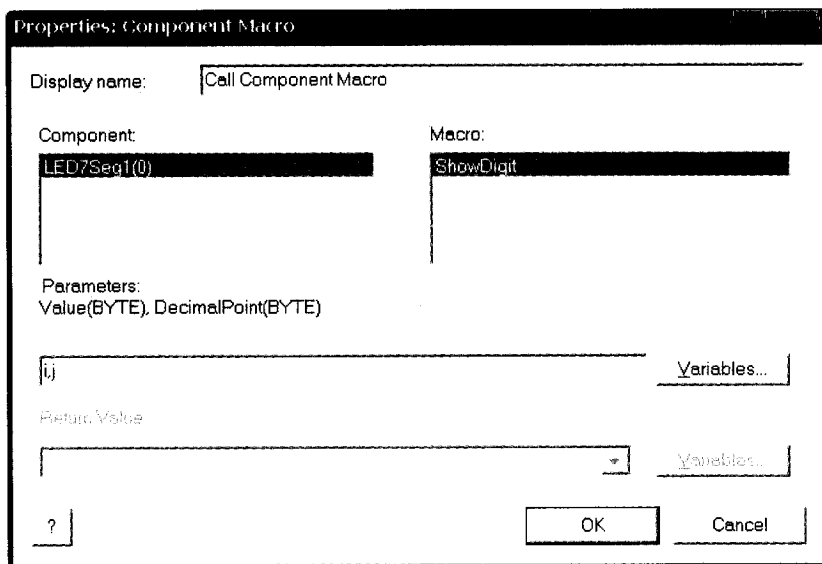 Properties: Component Macro
Display name: Call Component Macro
Component: Macro:
LED7Seg1(0) ShowDigit
Parameters:
Value(BYTE), DecimalPoint(BYTE)
i,j Variables...
Return Value
Variables...
? OK Cancel